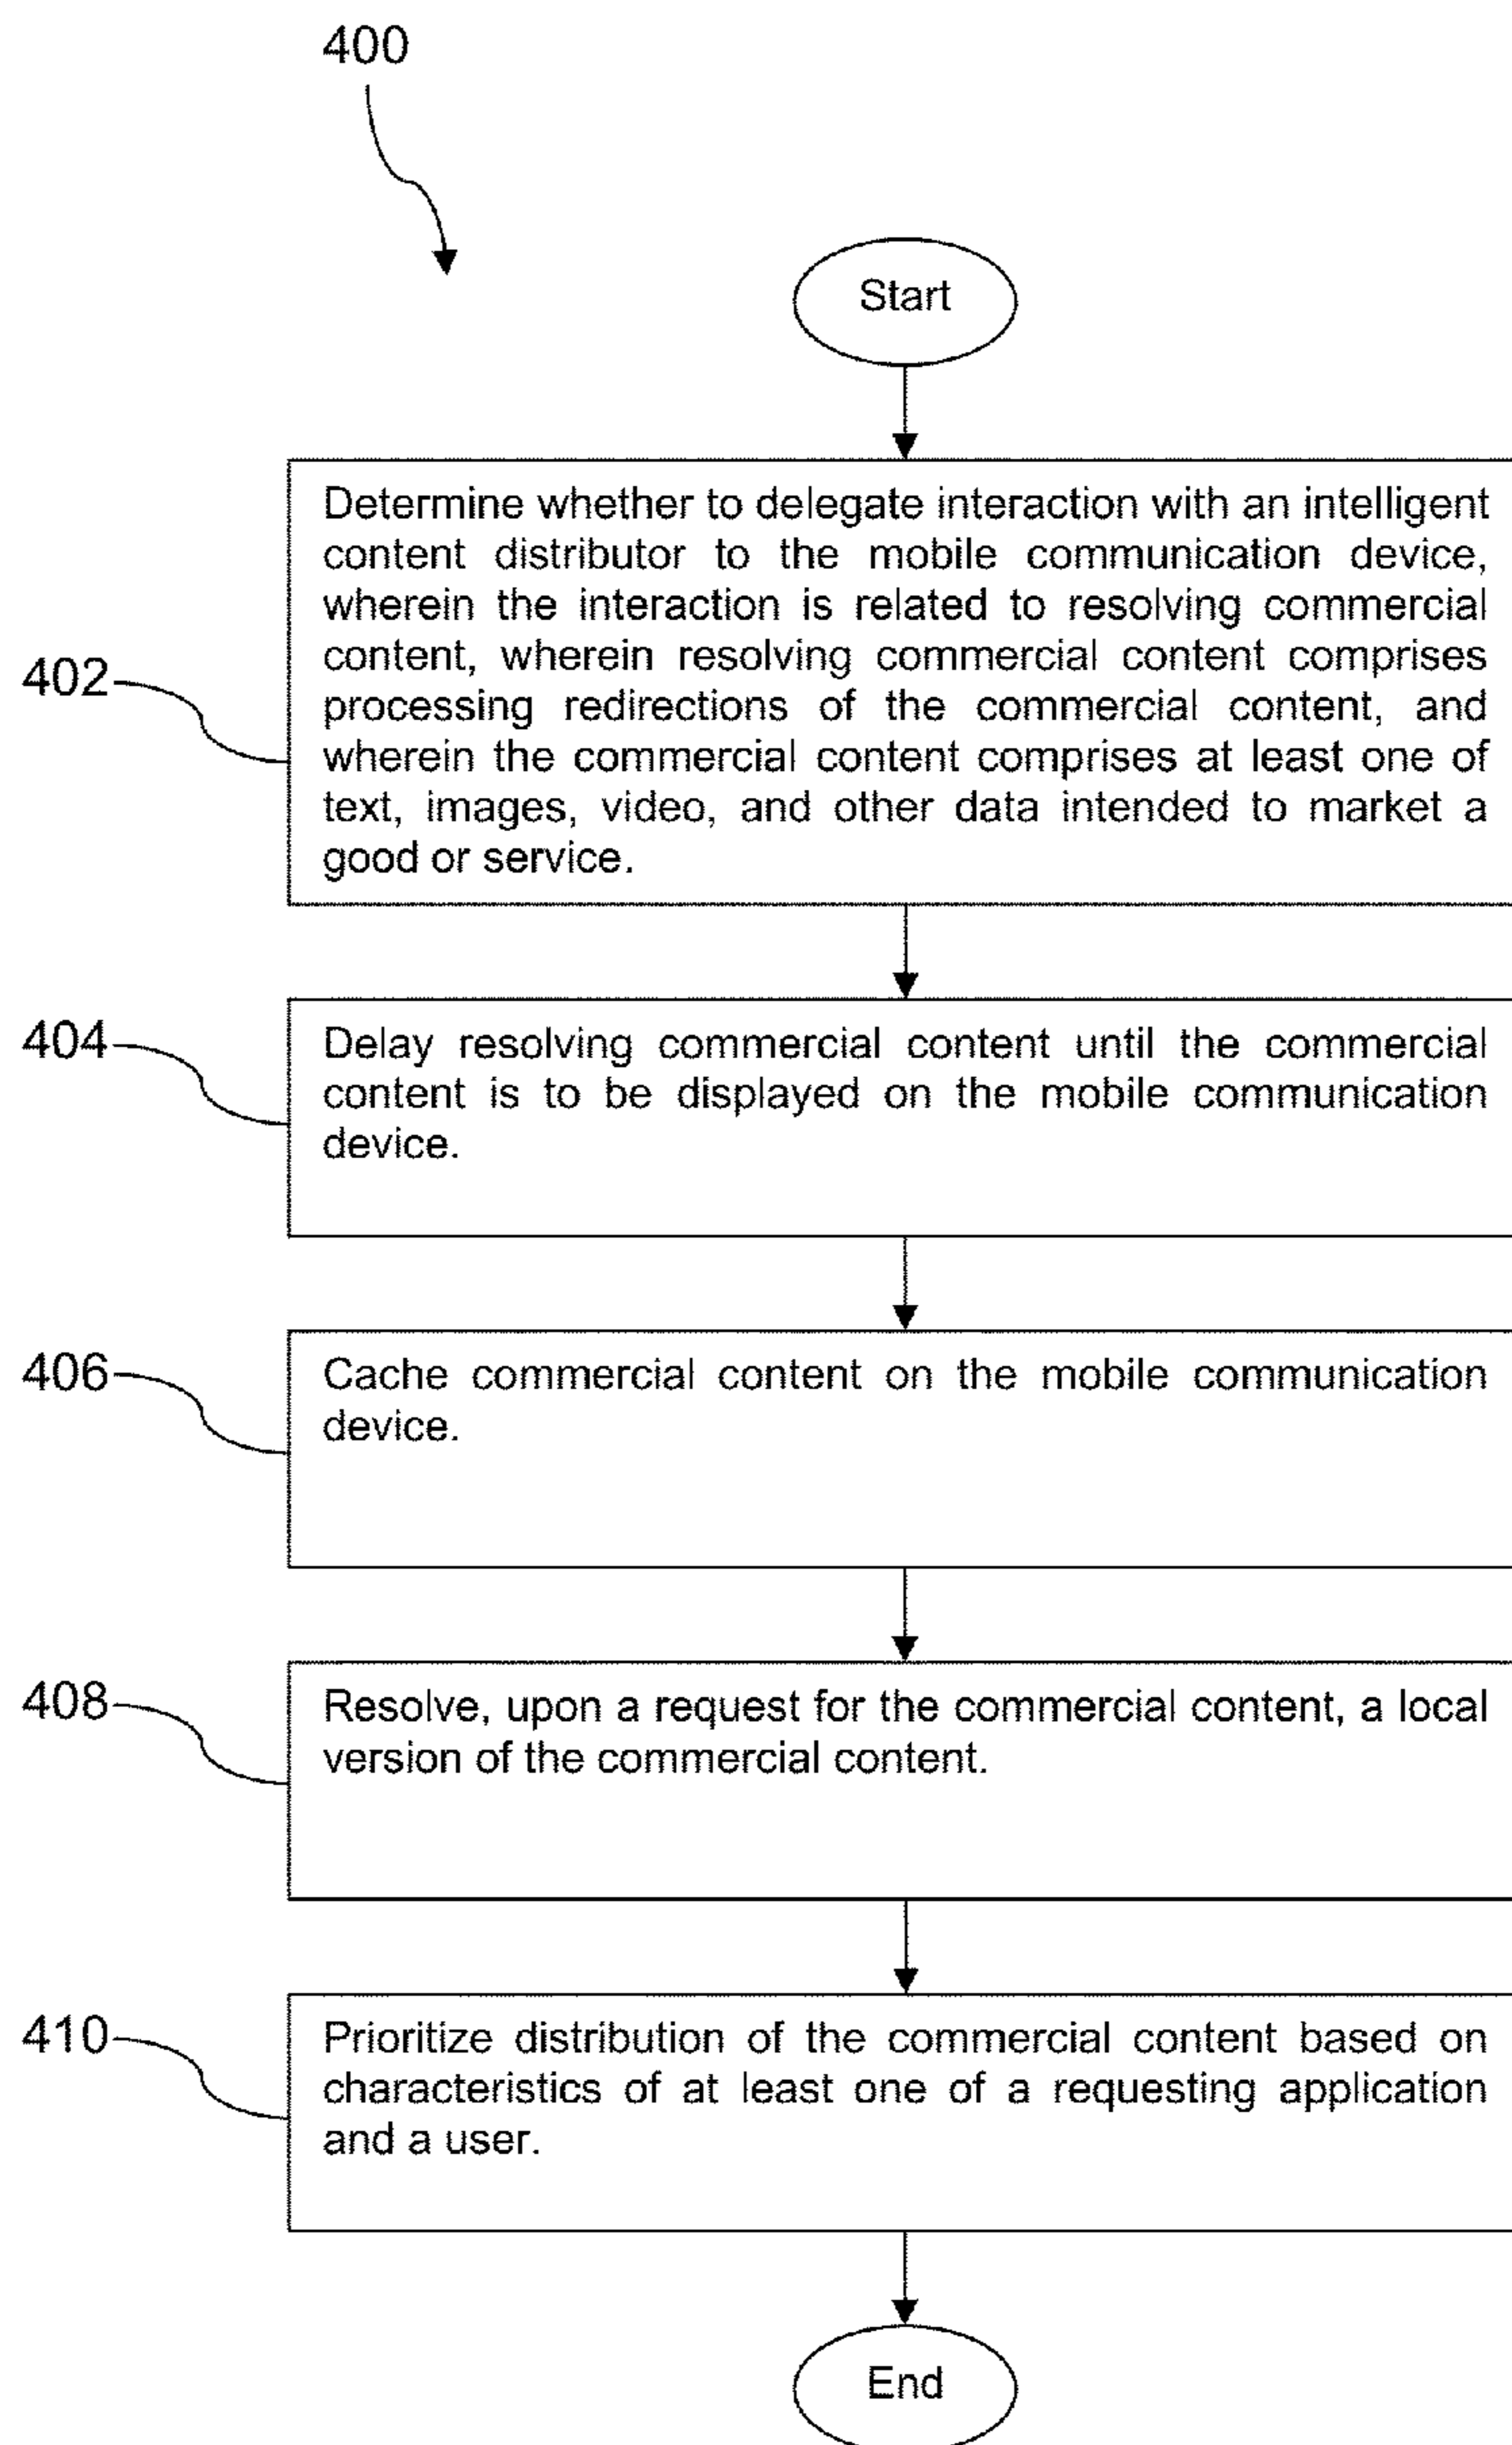 400
Start
402
Determine whether to delegate interaction with an intelligent
content distributor to the mobile communication device,
wherein the interaction is related to resolving commercial
content, wherein resolving commercial content comprises
processing redirections of the commercial content, and
wherein the commercial content comprises at least one of
text, images, video, and other data intended to market a
good or service.
404
Delay resolving commercial content until the commercial
content is to be displayed on the mobile communication
device.
406
Cache commercial content on the mobile communication
device.
408
Resolve, upon a request for the commercial content, a local
version of the commercial content.
410
Prioritize distribution of the commercial content based on
characteristics of at least one of a requesting application
and a user.
End